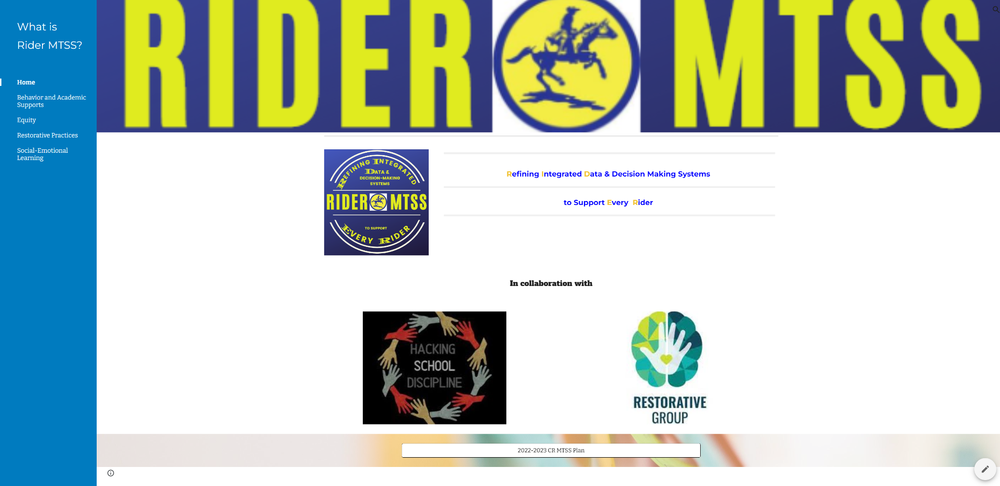 What is
Rider MTSS?
Home
Behavior and Academic
Supports
Equity
Restorative Practices
Social-Emotional
Learning
RIDER MTSS
REFINING INTEGRATED
DATA &
DECISION-MAKING
SYSTEMS
RIDER MTSS
TO SUPPORT
EVERY RIDER
Refining Integrated Data & Decision Making Systems
to Support Every Rider
In collaboration with
HACKING
SCHOOL
DISCIPLINE
RESTORATIVE
GROUP
2022-2023 CR MTSS Plan